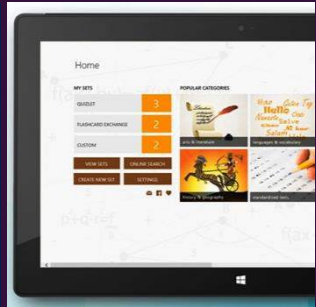 Home
MY SETS
QUIZLET 3
FLASHCARD EXCHANGE 2
CUSTOM 2
VIEW SETS ONLINE SEARCH
CREATE NEW SET SETTINGS
POPULAR CATEGORIES
arts & literature
languages & vocabulary
Hello
Salve
history & geography
standardized tests